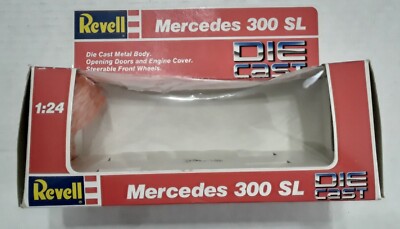 Revell Mercedes 300 SL
Die Cast Metal Body.
Opening Doors and Engine Cover.
Steerable Front Wheels.
DIE
CAST
1:24
Revell Mercedes 300 SL DIE
CAST